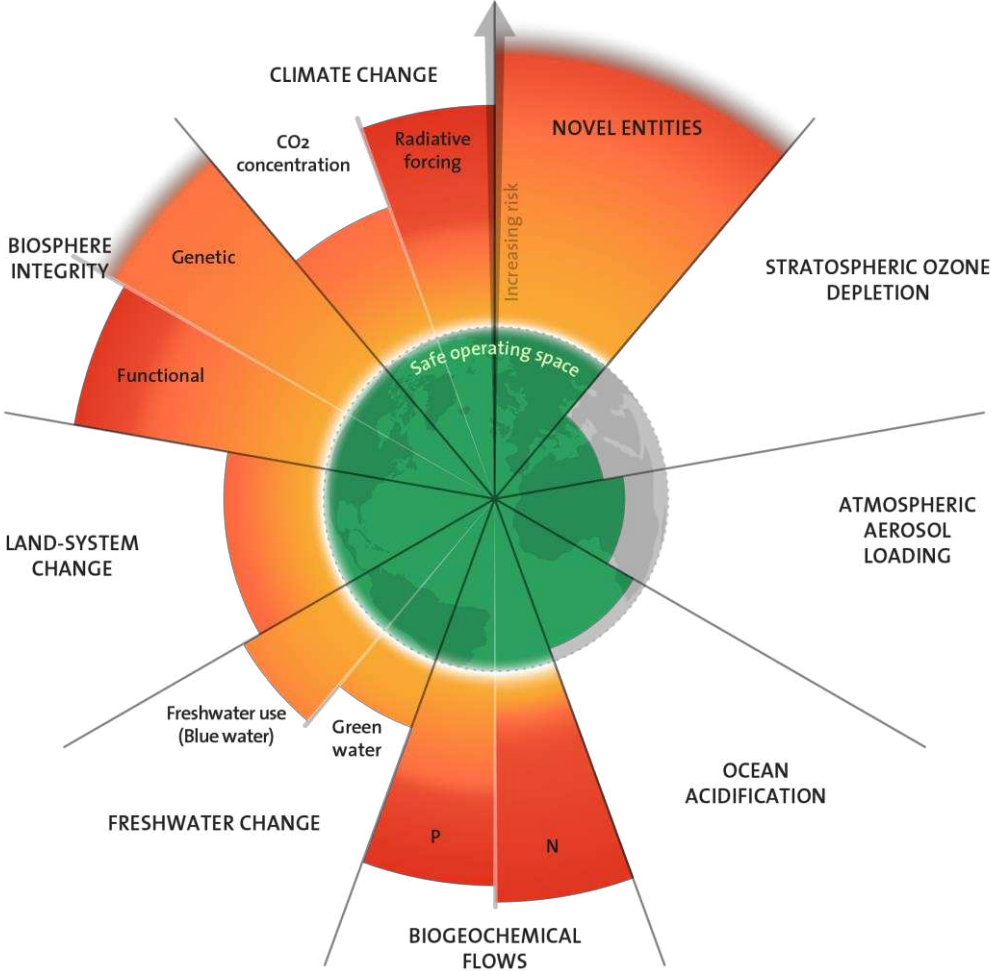 CLIMATE CHANGE
CO2
concentration
Radiative
forcing
NOVEL ENTITIES
Increasing risk
BIOSPHERE
INTEGRITY
Genetic
Functional
STRATOSPHERIC OZONE
DEPLETION
Safe operating space
LAND-SYSTEM
CHANGE
ATMOSPHERIC
AEROSOL
LOADING
Freshwater use
(Blue water)
Green
water
FRESHWATER CHANGE
P
N
OCEAN
ACIDIFICATION
BIOGEOCHEMICAL
FLOWS